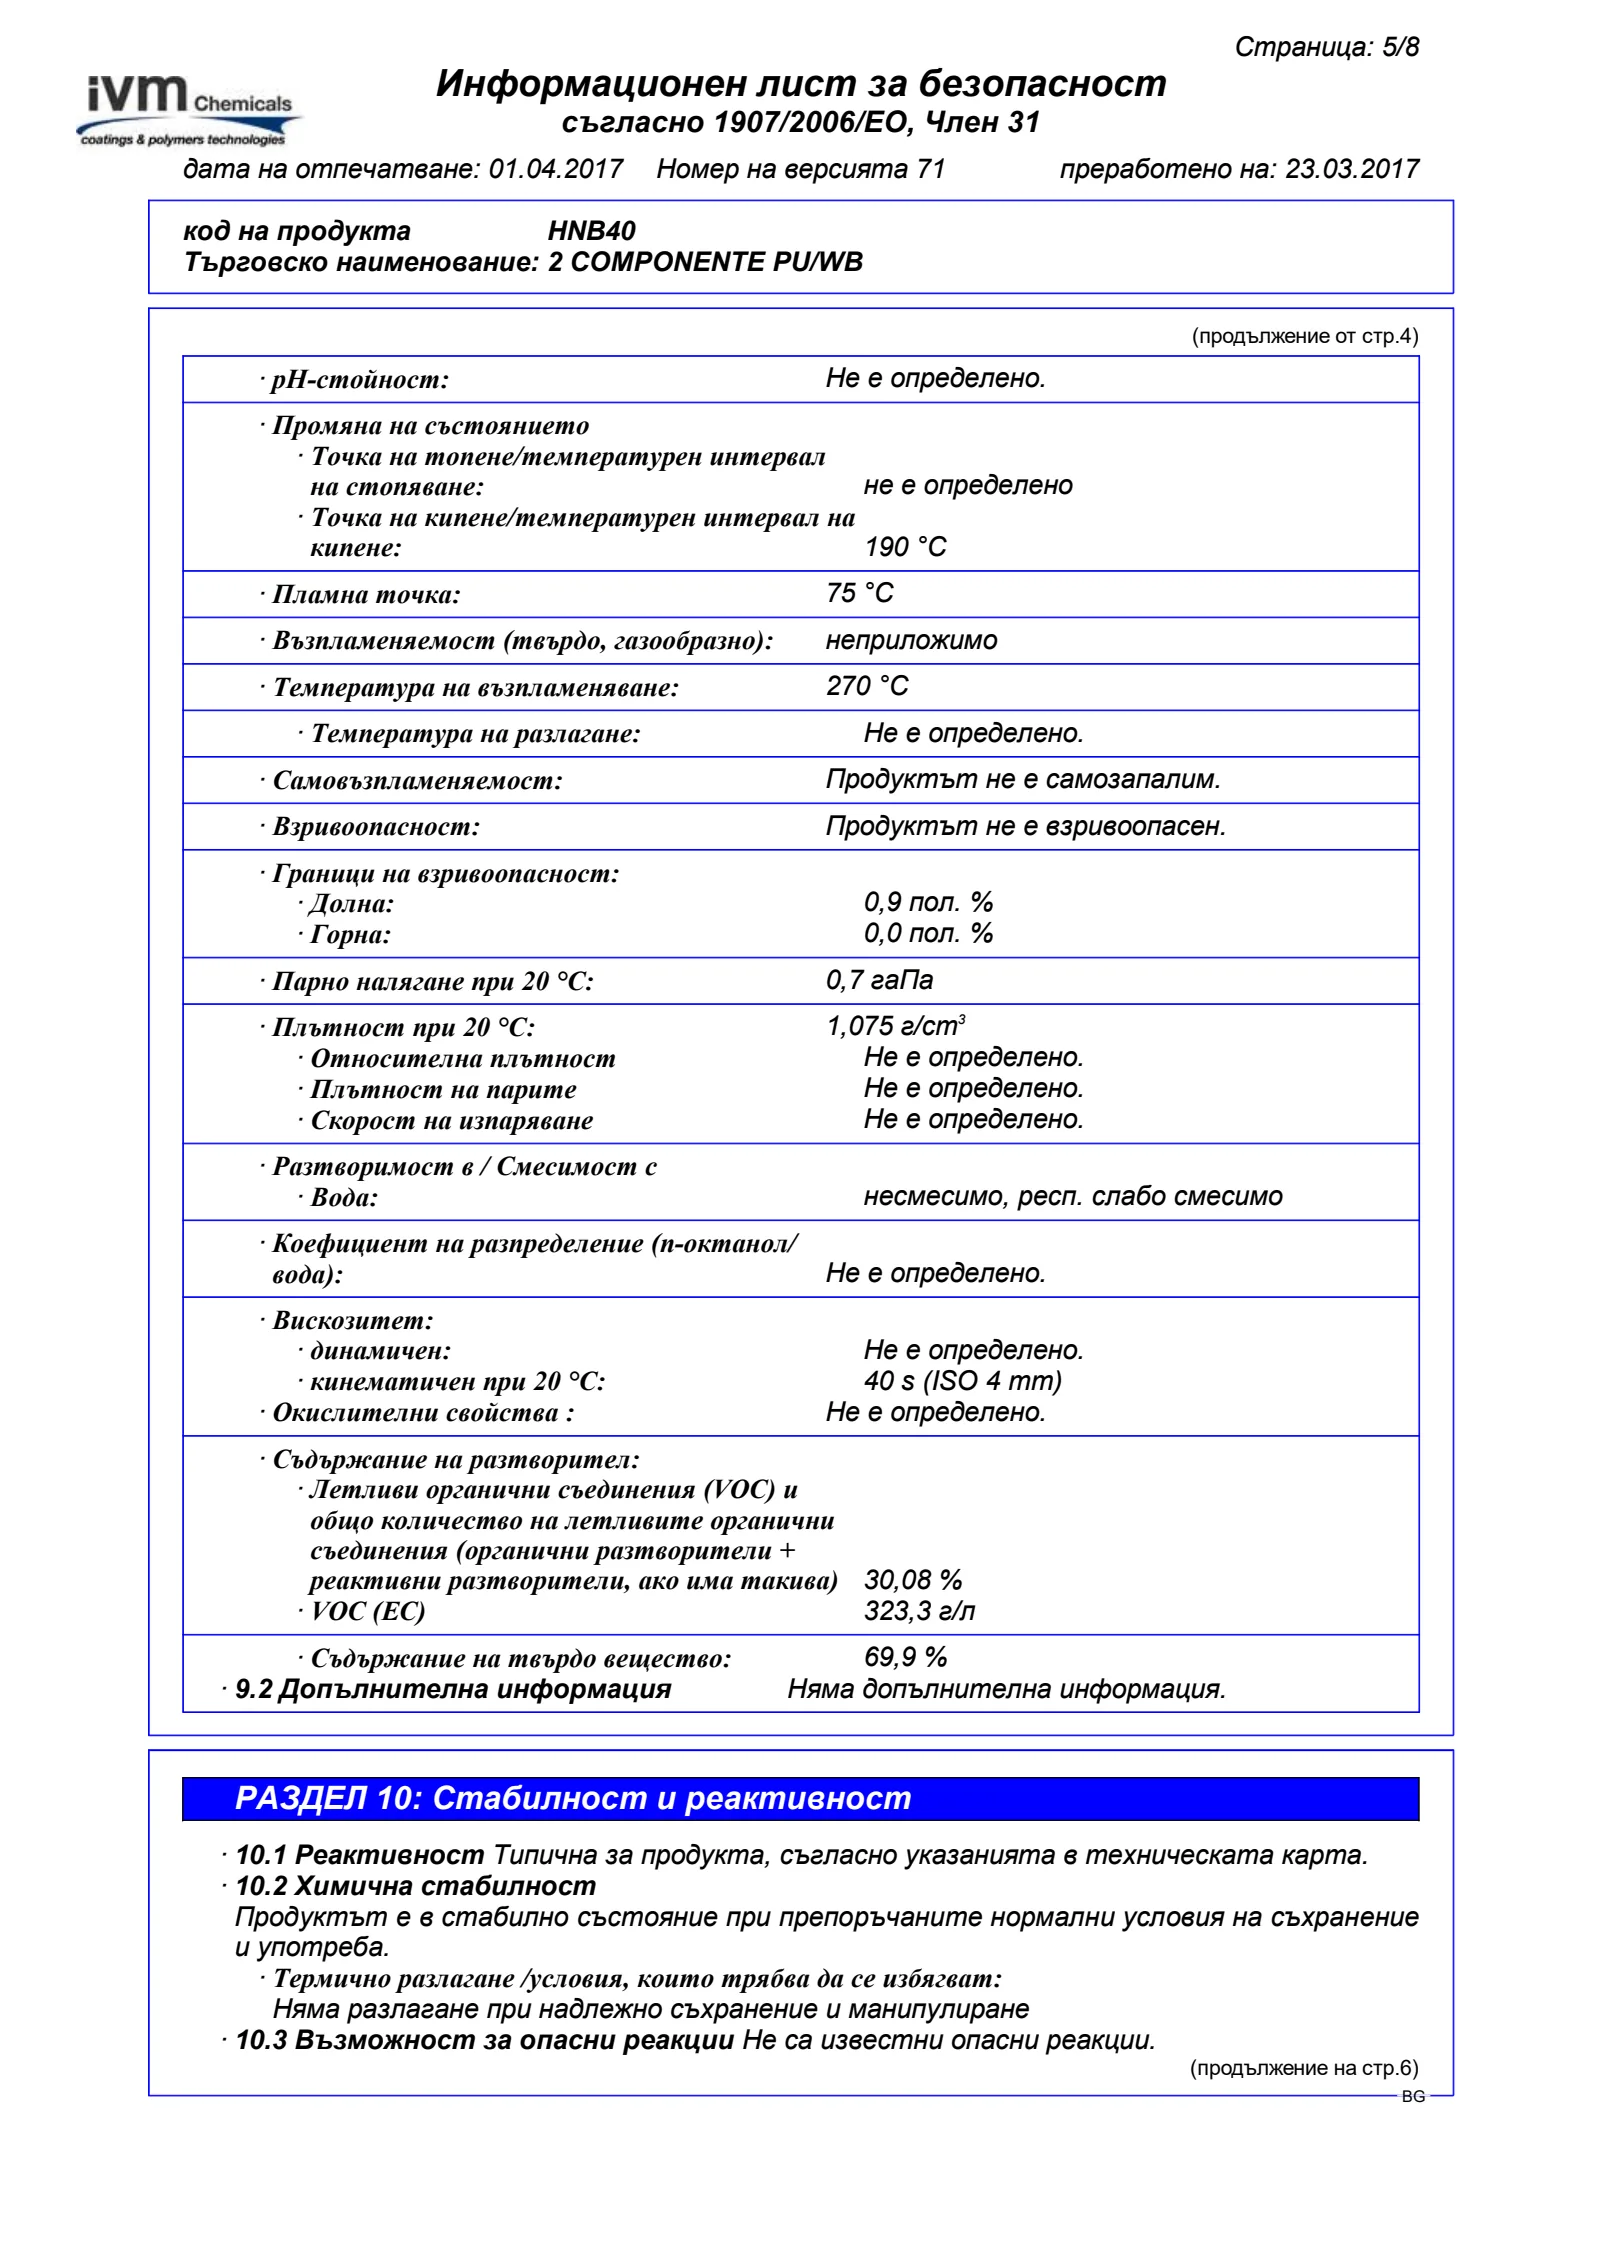 Страница: 5/8
ivm Chemicals
coatings & polymers technologies
Информационен лист за безопасност
съгласно 1907/2006/ЕО, Член 31
дата на отпечатване: 01.04.2017 Номер на версията 71 преработено на: 23.03.2017
код на продукта HNB40
Търговско наименование: 2 COMPONENTE PU/WB
(продължение от стр.4)
· pH-стойност: Не е определено.
· Промяна на състоянието
· Точка на топене/температурен интервал
на стопяване: не е определено
· Точка на кипене/температурен интервал на
кипене: 190 °C
· Пламна точка: 75 °C
· Възпламеняемост (твърдо, газообразно): неприложимо
· Температура на възпламеняване: 270 °C
· Температура на разлагане: Не е определено.
· Самовъзпламеняемост: Продуктът не е самозапалим.
· Взривоопасност: Продуктът не е взривоопасен.
· Граници на взривоопасност:
· Долна: 0,9 пол. %
· Горна: 0,0 пол. %
· Парно налягане при 20 °C: 0,7 гаПа
· Плътност при 20 °C: 1,075 г/cm³
· Относителна плътност Не е определено.
· Плътност на парите Не е определено.
· Скорост на изпаряване Не е определено.
· Разтворимост в / Смесимост с
· Вода: несмесимо, респ. слабо смесимо
· Коефициент на разпределение (n-октанол/
вода): Не е определено.
· Вискозитет:
· динамичен: Не е определено.
· кинематичен при 20 °C: 40 s (ISO 4 mm)
· Окислителни свойства : Не е определено.
· Съдържание на разтворител:
· Летливи органични съединения (VOC) и
общо количество на летливите органични
съединения (органични разтворители +
реактивни разтворители, ако има такива) 30,08 %
· VOC (EC) 323,3 г/л
· Съдържание на твърдо вещество: 69,9 %
· 9.2 Допълнителна информация Няма допълнителна информация.
РАЗДЕЛ 10: Стабилност и реактивност
· 10.1 Реактивност Типична за продукта, съгласно указанията в техническата карта.
· 10.2 Химична стабилност
Продуктът е в стабилно състояние при препоръчаните нормални условия на съхранение
и употреба.
· Термично разлагане /условия, които трябва да се избягват:
Няма разлагане при надлежно съхранение и манипулиране
· 10.3 Възможност за опасни реакции Не са известни опасни реакции.
(продължение на стр.6)
BG